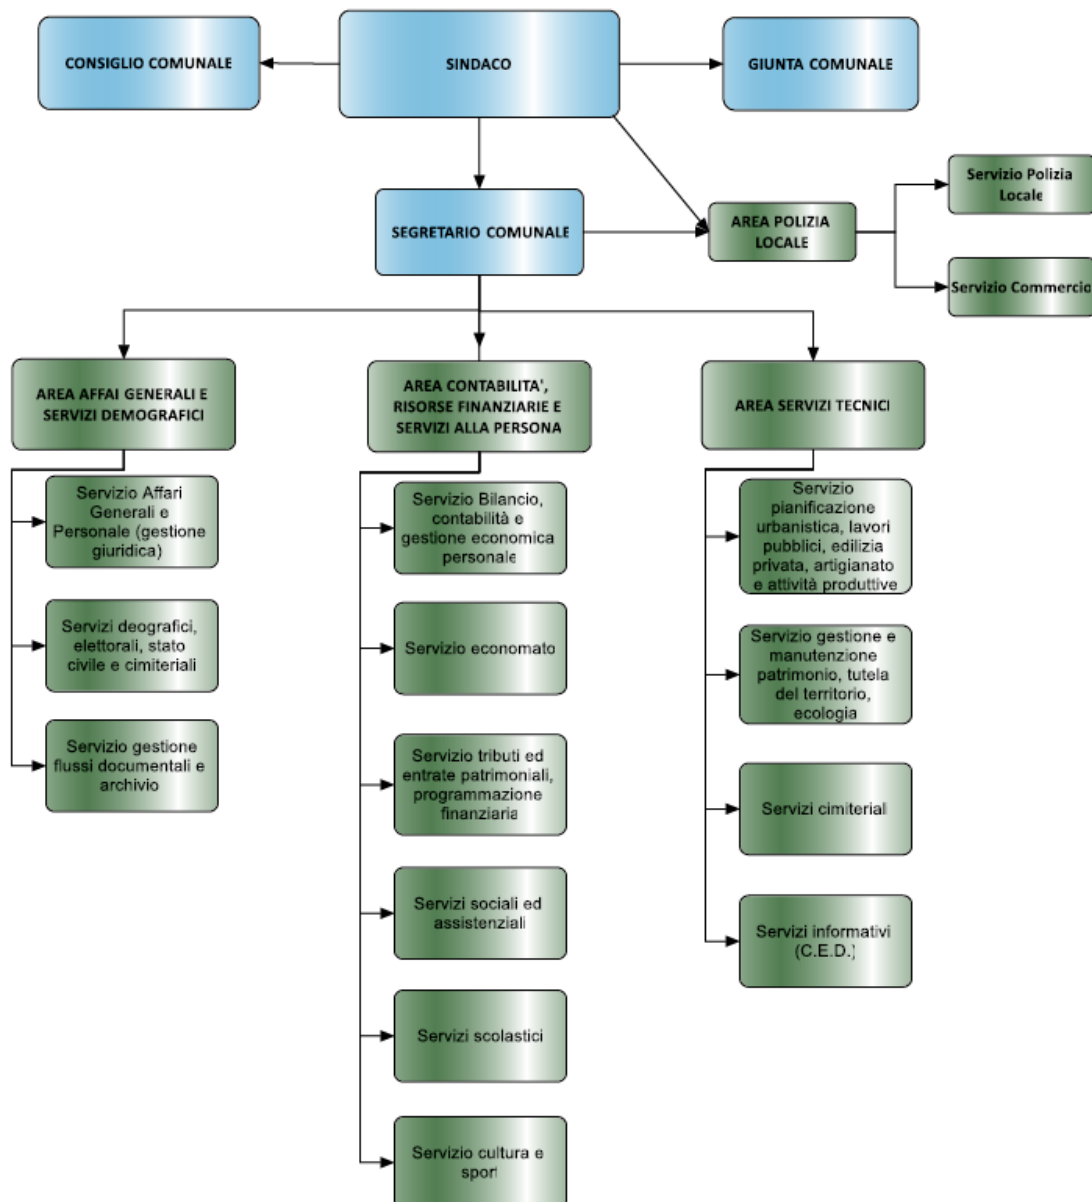 CONSIGLIO COMUNALE
SINDACO
GIUNTA COMUNALE
SEGRETARIO COMUNALE
AREA POLIZIA
LOCALE
Servizio Polizia
Locale
Servizio Commercio
AREA AFFAI GENERALI E
SERVIZI DEMOGRAFICI
Servizio Affari
Generali e
Personale (gestione
giuridica)
Servizi deografici,
elettorali, stato
civile e cimiteriali
Servizio gestione
flussi documentali e
archivio
AREA CONTABILITA',
RISORSE FINANZIARIE E
SERVIZI ALLA PERSONA
Servizio Bilancio,
contabilità e
gestione economica
personale
Servizio economato
Servizio tributi ed
entrate patrimoniali,
programmazione
finanziaria
Servizi sociali ed
assistenziali
Servizi scolastici
Servizio cultura e
sport
AREA SERVIZI TECNICI
Servizio
pianificazione
urbanistica, lavori
pubblici, edilizia
privata, artigianato
e attività produttive
Servizio gestione e
manutenzione
patrimonio, tutela
del territorio,
ecologia
Servizi cimiteriali
Servizi informativi
(C.E.D.)